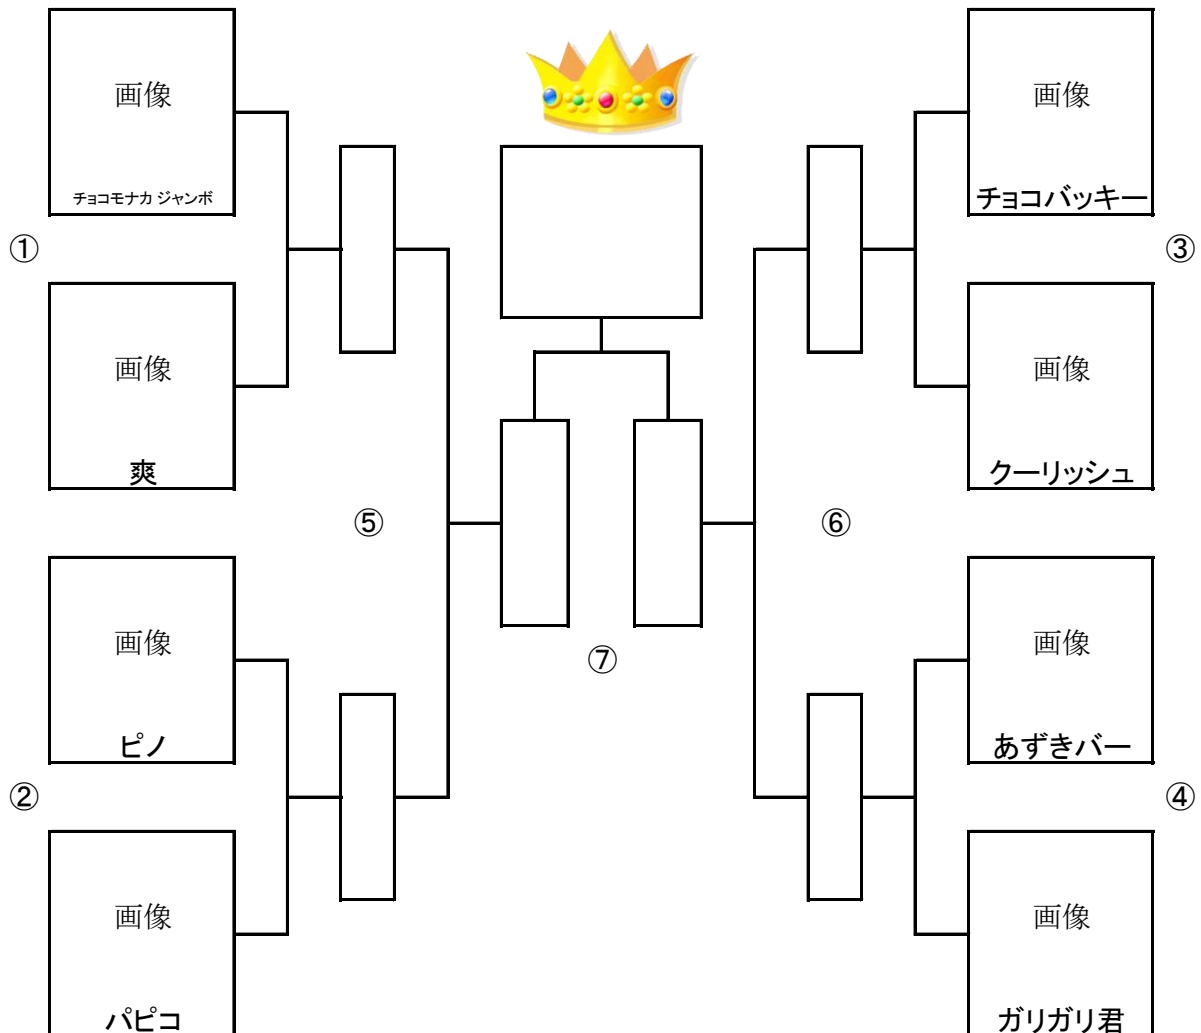 画像
チョコモナカ ジャンボ
①
画像
爽
画像
ピノ
②
画像
パピコ
⑤
⑦
⑥
画像
チョコバッキー
③
画像
クーリッシュ
画像
あずきバー
④
画像
ガリガリ君